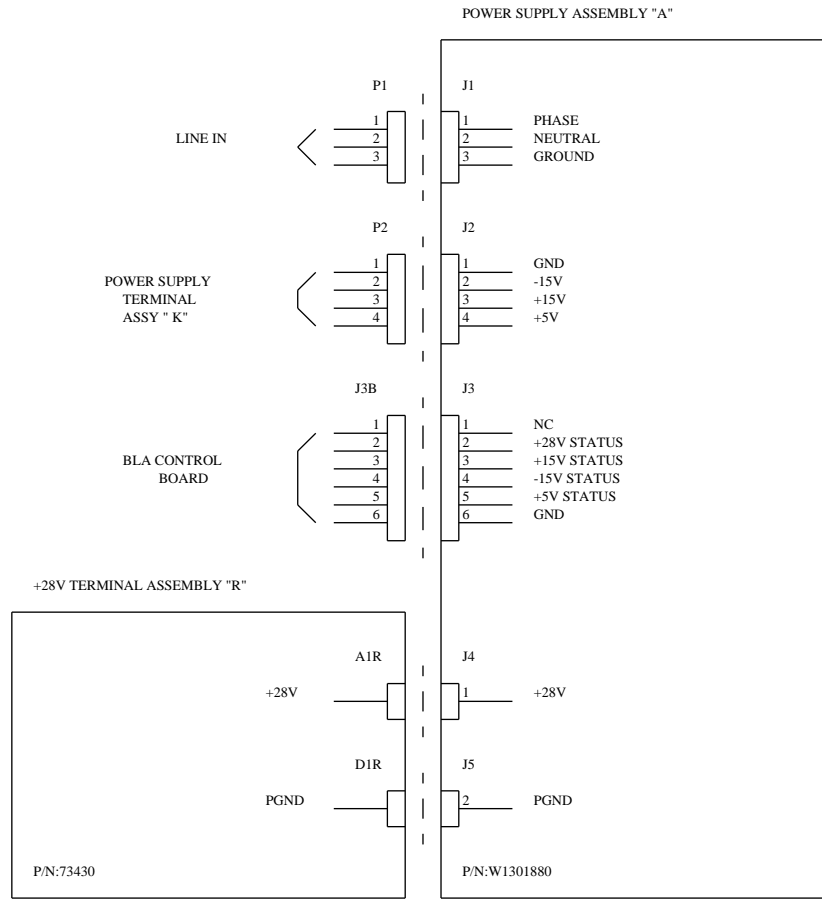 POWER SUPPLY ASSEMBLY "A"
P1
J1
LINE IN
1
2
3
1
2
3
PHASE
NEUTRAL
GROUND
P2
J2
POWER SUPPLY
TERMINAL
ASSY " K"
1
2
3
4
1
2
3
4
GND
-15V
+15V
+5V
J3B
J3
BLA CONTROL
BOARD
1
2
3
4
5
6
1
2
3
4
5
6
NC
+28V STATUS
+15V STATUS
-15V STATUS
+5V STATUS
GND
+28V TERMINAL ASSEMBLY "R"
A1R
J4
+28V
1
+28V
D1R
J5
PGND
2
PGND
P/N:73430
P/N:W1301880